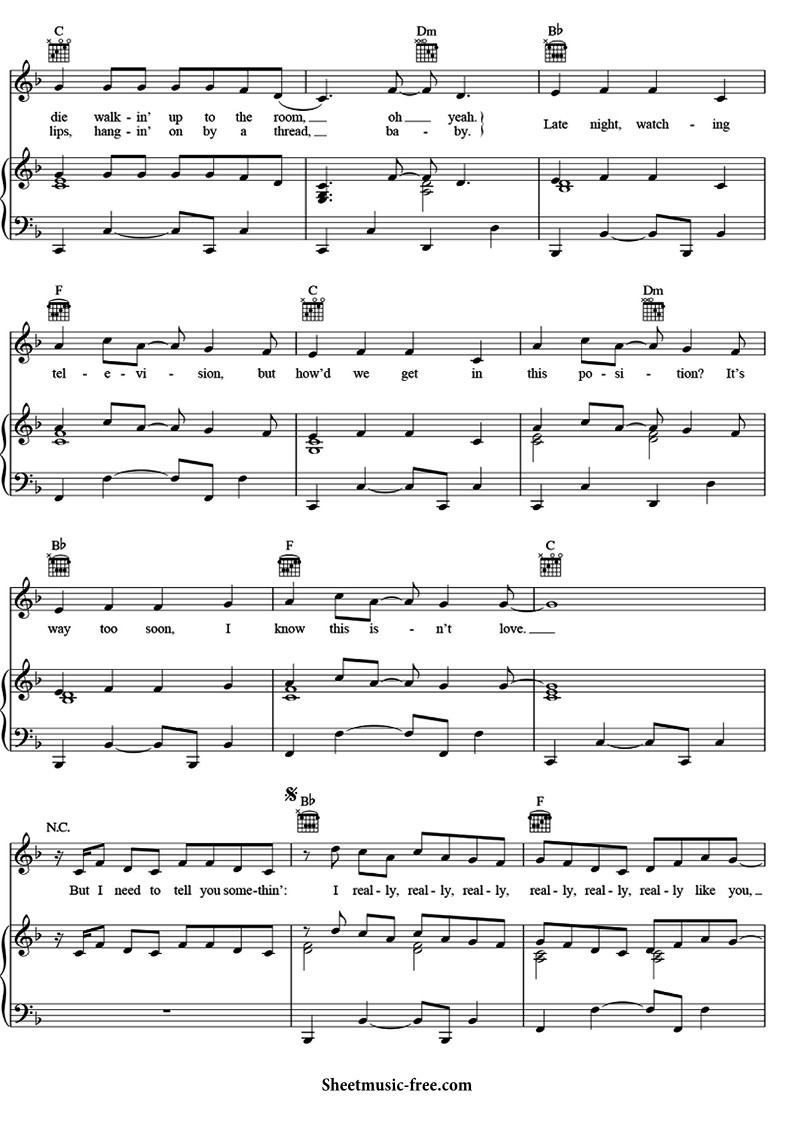 C Dm B♭
die walk - in' up to the room, oh yeah.
lips, hang - in' on by a thread, ba - by.
Late night, watch - ing
F C Dm
tel - e - vi - sion, but how'd we get in this po - si - tion? It's
B♭ F C
way too soon, I know this is - n't love.
N.C. B♭ F
But I need to tell you some-thin': I real - ly, real - ly, real - ly, real - ly, real - ly, real - ly like you,
Sheetmusic-free.com